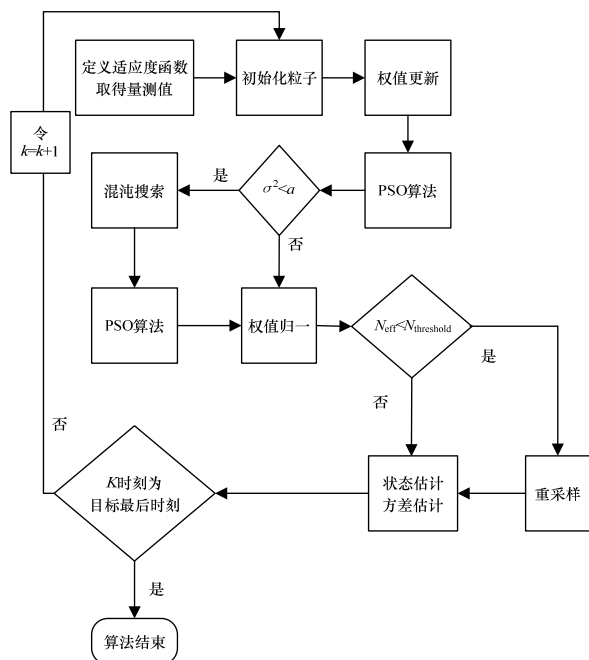 定义适应度函数
取得量测值
初始化粒子
权值更新
令
k=k+1
混沌搜索
是
σ²<a
PSO算法
否
PSO算法
权值归一
N_eff<N_threshold
是
否
否
K时刻为
目标最后时刻
状态估计
方差估计
重采样
是
算法结束